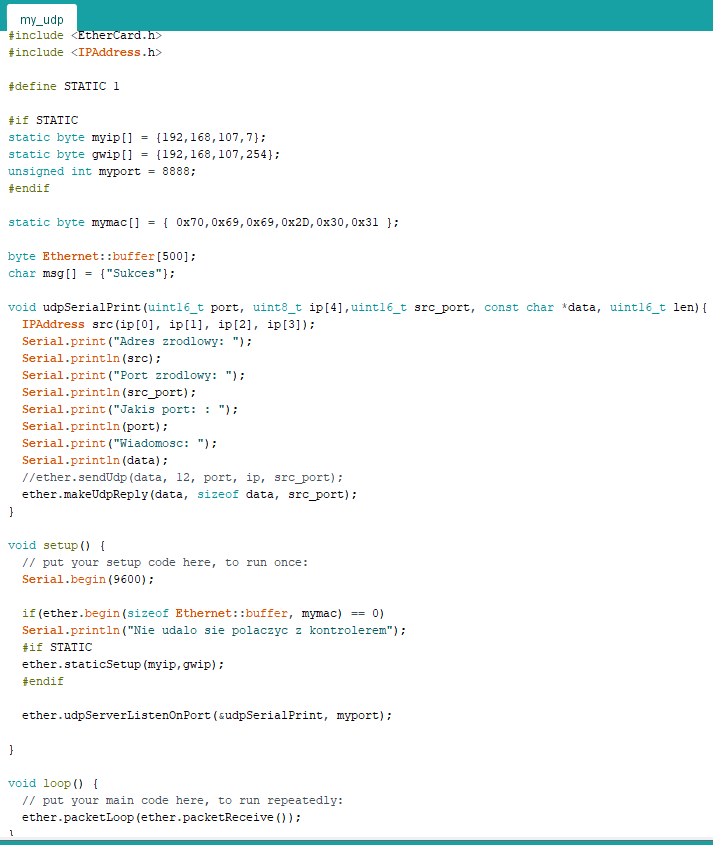 my_udp
#include <EtherCard.h>
#include <IPAddress.h>
#define STATIC 1
#if STATIC
static byte myip[] = {192,168,107,7};
static byte gwip[] = {192,168,107,254};
unsigned int myport = 8888;
#endif
static byte mymac[] = { 0x70,0x69,0x69,0x2D,0x30,0x31 };
byte Ethernet::buffer[500];
char msg[] = {"Sukces"};
void udpSerialPrint(uint16_t port, uint8_t ip[4],uint16_t src_port, const char *data, uint16_t len){
IPAddress src(ip[0], ip[1], ip[2], ip[3]);
Serial.print("Adres zrodlowy: ");
Serial.println(src);
Serial.print("Port zrodlowy: ");
Serial.println(src_port);
Serial.print("Jakis port: : ");
Serial.println(port);
Serial.print("Wiadomosc: ");
Serial.println(data);
//ether.sendUdp(data, 12, port, ip, src_port);
ether.makeUdpReply(data, sizeof data, src_port);
}
void setup() {
// put your setup code here, to run once:
Serial.begin(9600);
if(ether.begin(sizeof Ethernet::buffer, mymac) == 0)
Serial.println("Nie udalo sie polaczyc z kontrolerem");
#if STATIC
ether.staticSetup(myip,gwip);
#endif
ether.udpServerListenOnPort(&udpSerialPrint, myport);
}
void loop() {
// put your main code here, to run repeatedly:
ether.packetLoop(ether.packetReceive());
}